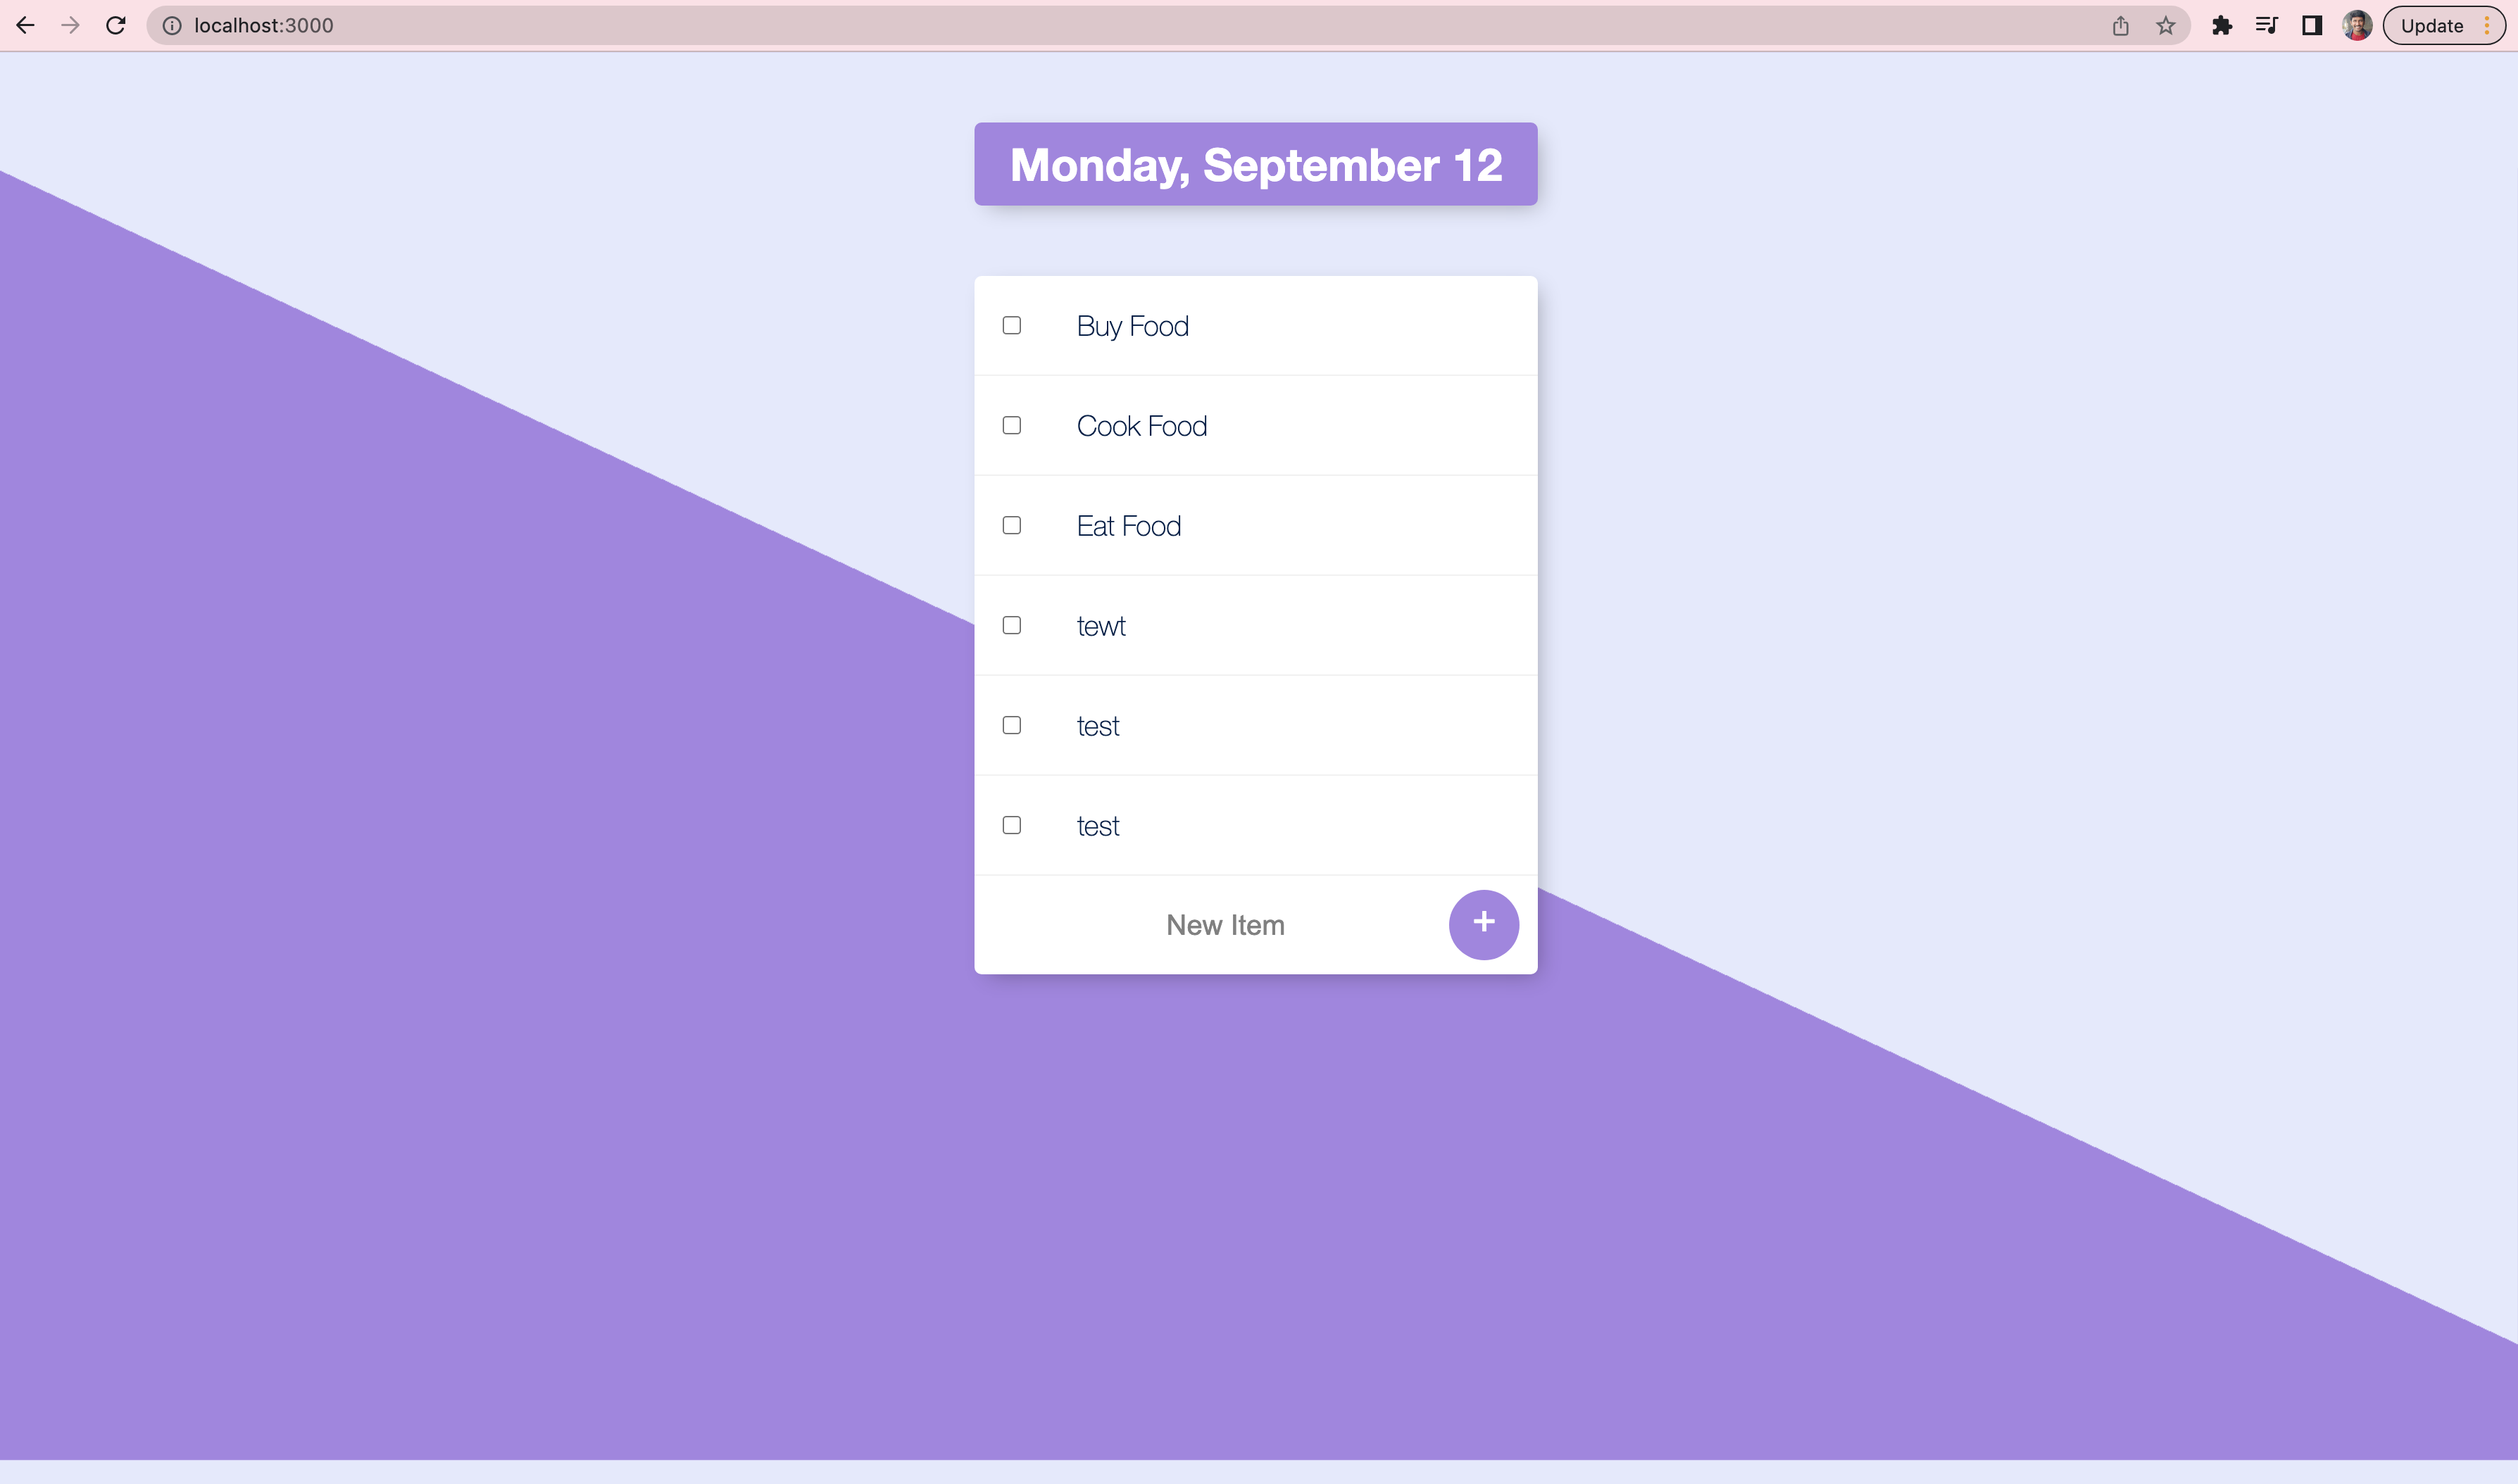 localhost:3000
Update
Monday, September 12
Buy Food
Cook Food
Eat Food
tewt
test
test
New Item
+